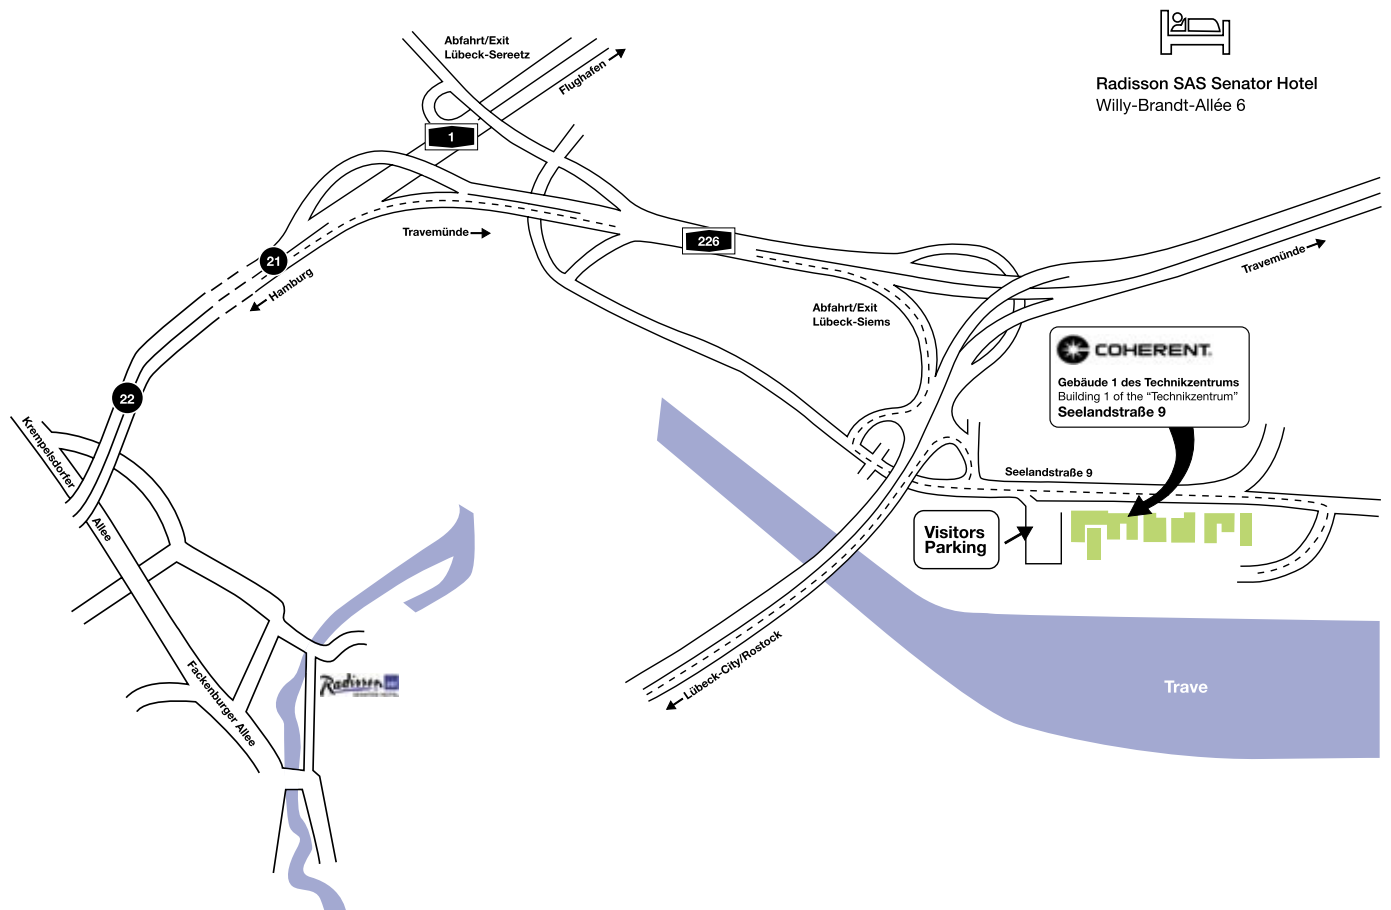 Abfahrt/Exit
Lübeck-Sereetz
Flughafen
Radisson SAS Senator Hotel
Willy-Brandt-Allée 6
1
Travemünde
226
21
Hamburg
Travemünde
Abfahrt/Exit
Lübeck-Siems
COHERENT.
Gebäude 1 des Technikzentrums
Building 1 of the “Technikzentrum”
Seelandstraße 9
22
Krempelsdorfer
Allee
Seelandstraße 9
Visitors
Parking
Lübeck-City/Rostock
Radisson
Fackenburger Allee
Trave